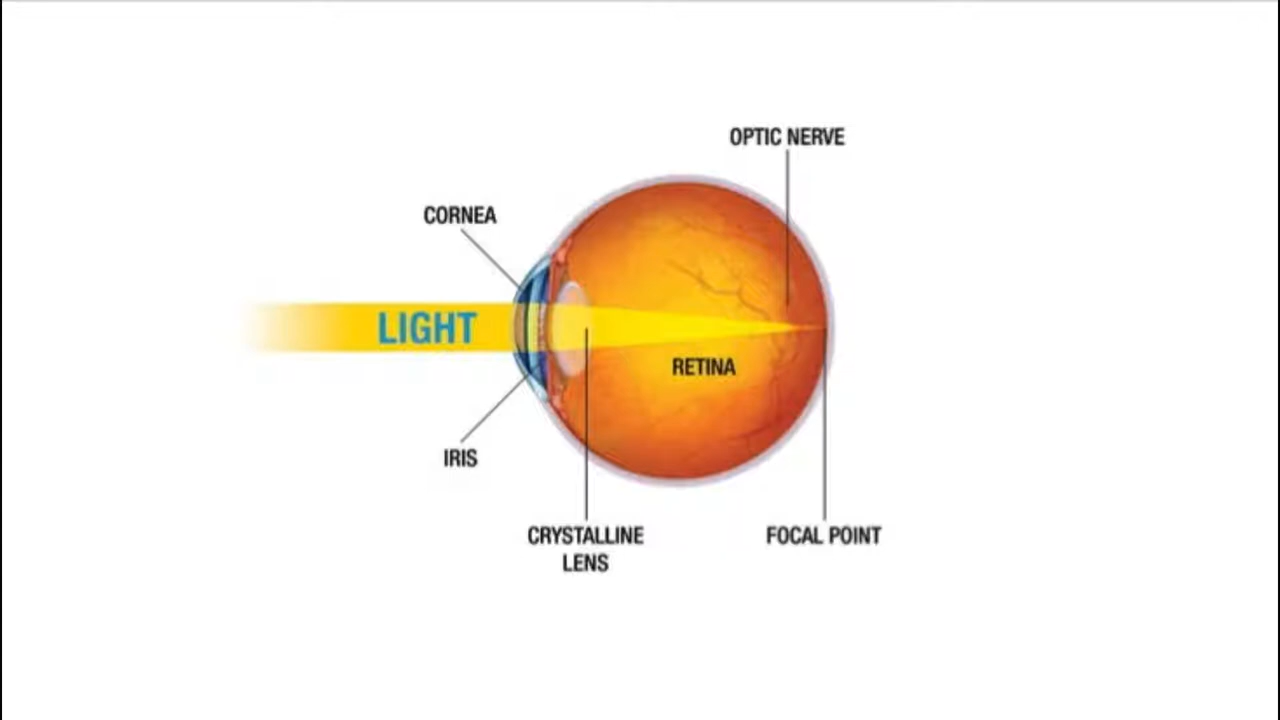 OPTIC NERVE
CORNEA
LIGHT
RETINA
IRIS
CRYSTALLINE
LENS
FOCAL POINT